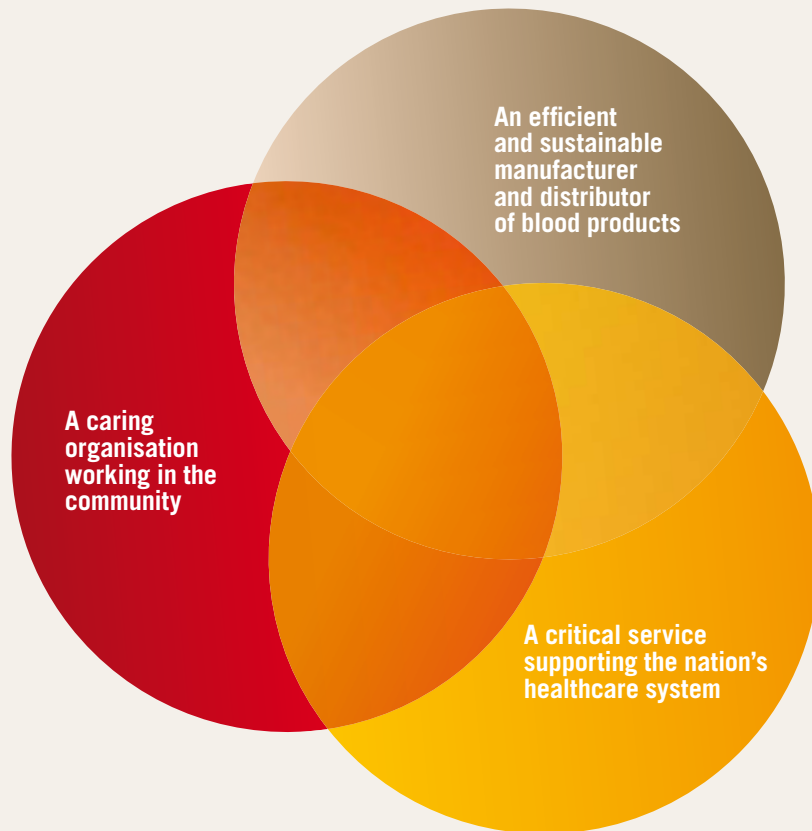 An efficient
and sustainable
manufacturer
and distributor
of blood products
A caring
organisation
working in the
community
A critical service
supporting the nation’s
healthcare system